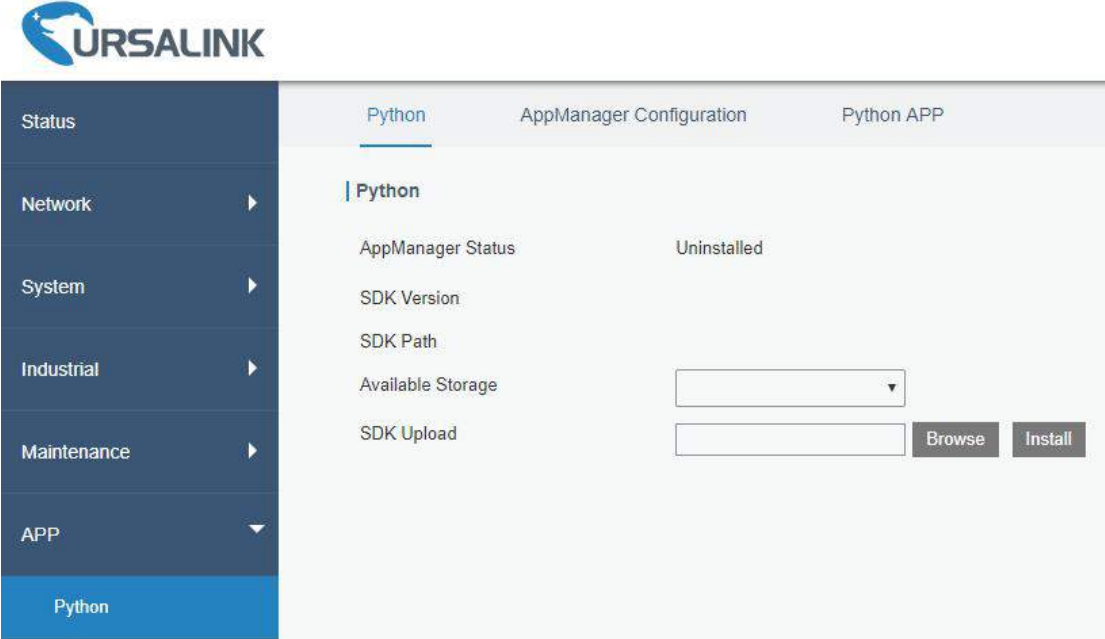 URSALINK
Status
Network
System
Industrial
Maintenance
APP
Python
Python AppManager Configuration Python APP
Python
AppManager Status Uninstalled
SDK Version
SDK Path
Available Storage
SDK Upload Browse Install